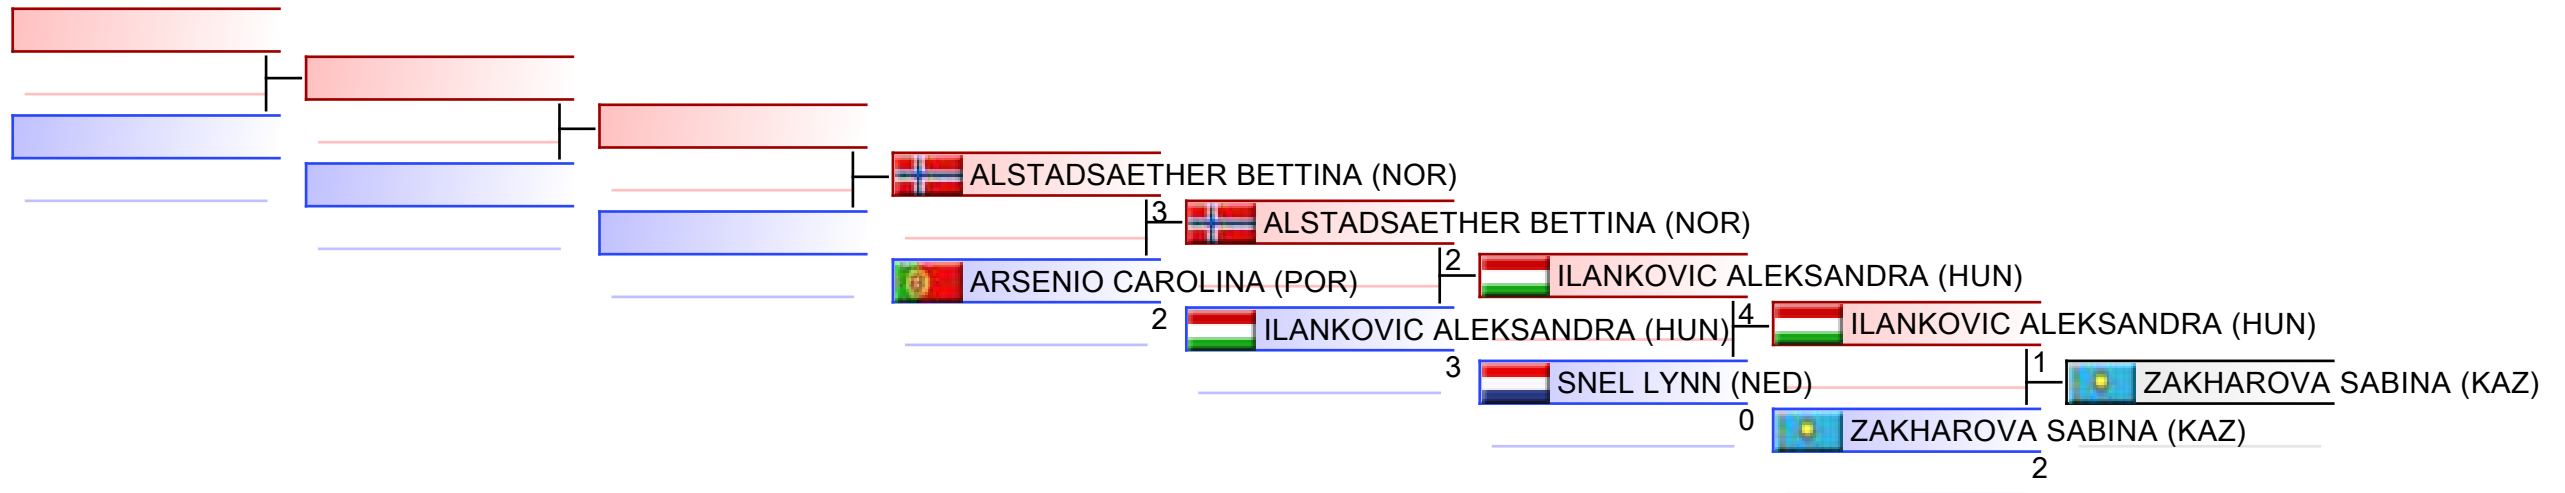 ALSTADSAETHER BETTINA (NOR)
3
ALSTADSAETHER BETTINA (NOR)
2
ARSENIO CAROLINA (POR)
2
ILANKOVIC ALEKSANDRA (HUN)
ILANKOVIC ALEKSANDRA (HUN)
3
4
ILANKOVIC ALEKSANDRA (HUN)
1
SNEL LYNN (NED)
0
ZAKHAROVA SABINA (KAZ)
ZAKHAROVA SABINA (KAZ)
2